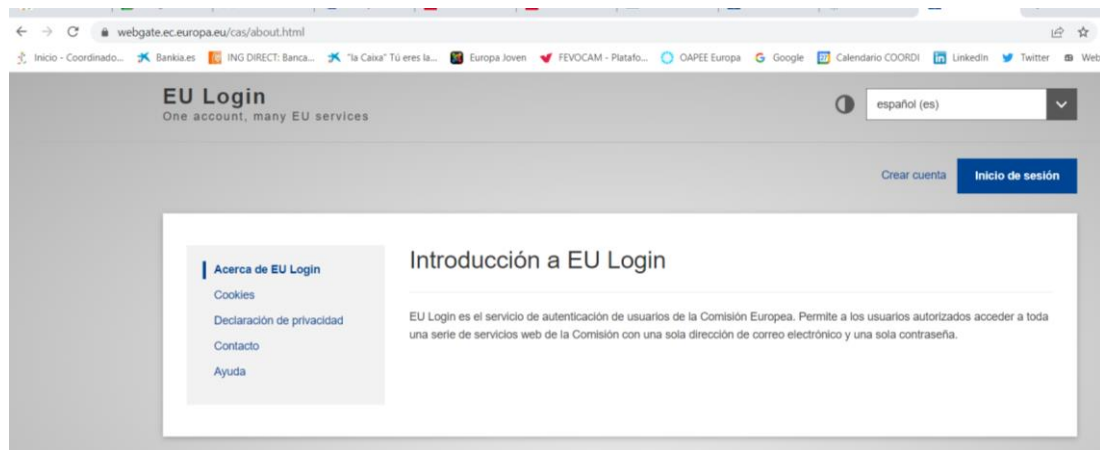 webgate.ec.europa.eu/cas/about.html
Inicio - Coordinado... Bankia.es ING DIRECT: Banca... "la Caixa" Tú eres la... Europa Joven FEVOCAM - Platafo... OAPEE Europa Google Calendario COORDI LinkedIn Twitter Web
EU Login
One account, many EU services
español (es)
Crear cuenta Inicio de sesión
Introducción a EU Login
Acerca de EU Login
Cookies
Declaración de privacidad
Contacto
Ayuda
EU Login es el servicio de autenticación de usuarios de la Comisión Europea. Permite a los usuarios autorizados acceder a toda
una serie de servicios web de la Comisión con una sola dirección de correo electrónico y una sola contraseña.